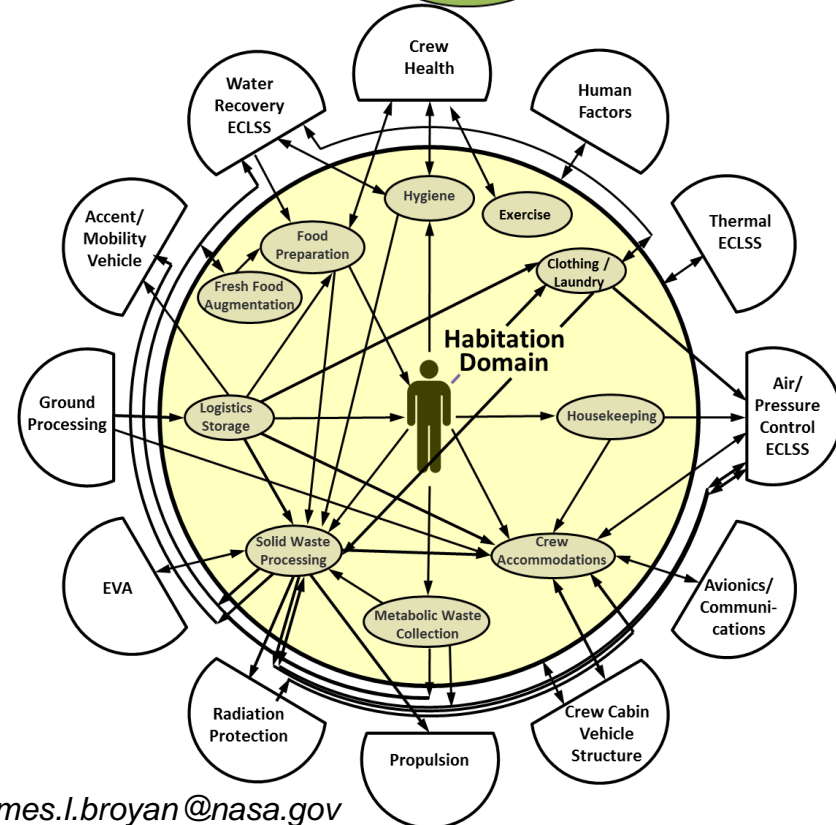 Crew
Health
Water
Recovery
ECLSS
Human
Factors
Accent/
Mobility
Vehicle
Thermal
ECLSS
Hygiene
Exercise
Food
Preparation
Clothing /
Laundry
Fresh Food
Augmentation
Habitation
Domain
Ground
Processing
Logistics
Storage
Housekeeping
Air/
Pressure
Control
ECLSS
Solid Waste
Processing
Crew
Accommodations
EVA
Avionics/
Communi-
cations
Metabolic Waste
Collection
Radiation
Protection
Propulsion
Crew Cabin
Vehicle
Structure
mes.l.broyan@nasa.gov